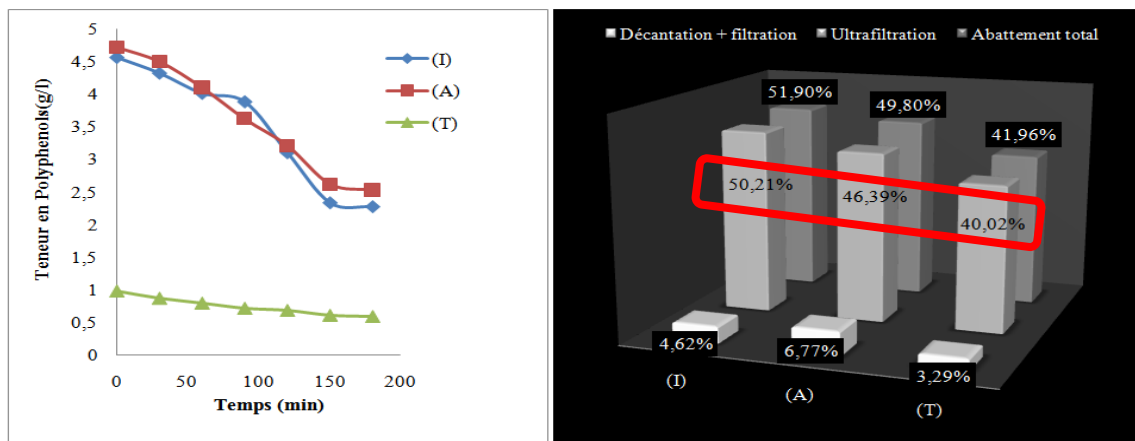 5
4,5
4
3,5
3
2,5
2
1,5
1
0,5
0
Teneur en Polyphenols(g/l)
0 50 100 150 200
Temps (min)
(I)
(A)
(T)
Décantation + filtration Ultrafiltration Abattement total
51,90% 49,80% 41,96%
50,21% 46,39% 40,02%
4,62% 6,77% 3,29%
(I) (A) (T)